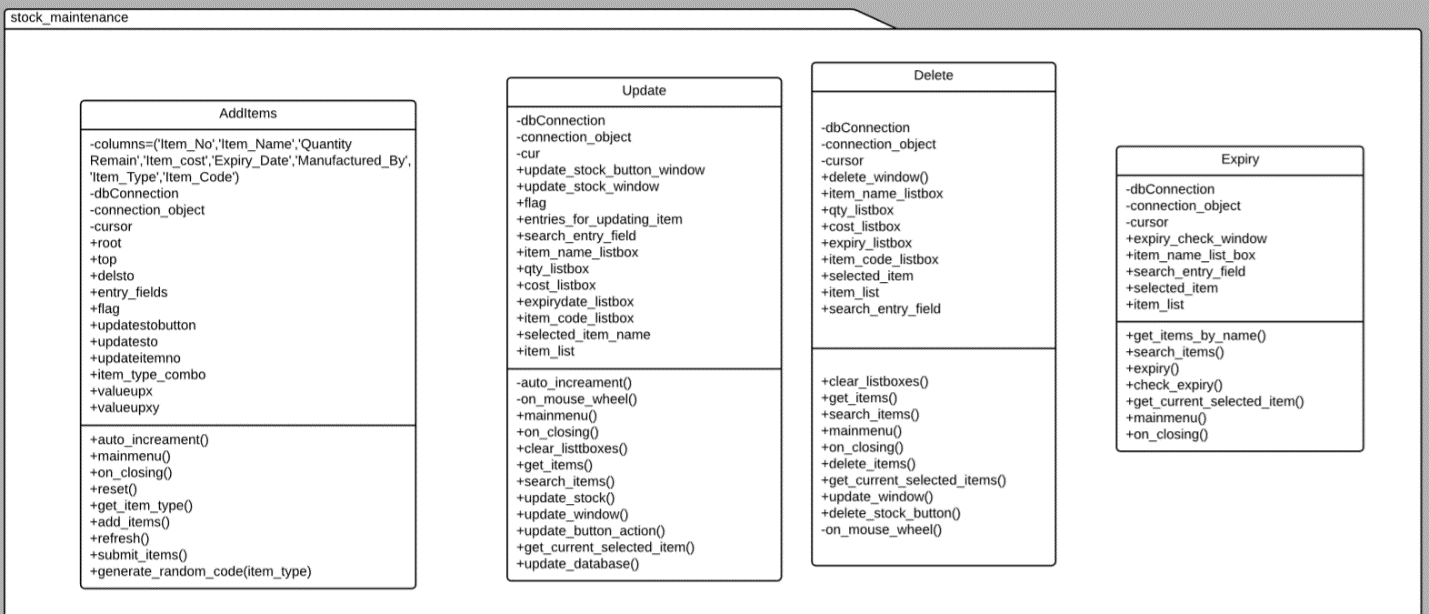 stock_maintenance
AddItems
-columns=('Item_No','Item_Name','Quantity
Remain','Item_cost','Expiry_Date','Manufactured_By',
'Item_Type','Item_Code')
-dbConnection
-connection_object
-cursor
+root
+top
+delsto
+entry_fields
+flag
+updatestobutton
+updatesto
+updateitemno
+item_type_combo
+valueupx
+valueupxy
+auto_increament()
+mainmenu()
+on_closing()
+reset()
+get_item_type()
+add_items()
+refresh()
+submit_items()
+generate_random_code(item_type)
Update
-dbConnection
-connection_object
-cur
+update_stock_button_window
+update_stock_window
+flag
+entries_for_updating_item
+search_entry_field
+item_name_listbox
+qty_listbox
+cost_listbox
+expirydate_listbox
+item_code_listbox
+selected_item_name
+item_list
-auto_increament()
-on_mouse_wheel()
+mainmenu()
+on_closing()
+clear_listtboxes()
+get_items()
+search_items()
+update_stock()
+update_window()
+update_button_action()
+get_current_selected_item()
+update_database()
Delete
-dbConnection
-connection_object
-cursor
+delete_window()
+item_name_listbox
+qty_listbox
+cost_listbox
+expiry_listbox
+item_code_listbox
+selected_item
+item_list
+search_entry_field
+clear_listboxes()
+get_items()
+search_items()
+mainmenu()
+on_closing()
+delete_items()
+get_current_selected_items()
+update_window()
+delete_stock_button()
-on_mouse_wheel()
Expiry
-dbConnection
-connection_object
-cursor
+expiry_check_window
+item_name_list_box
+search_entry_field
+selected_item
+item_list
+get_items_by_name()
+search_items()
+expiry()
+check_expiry()
+get_current_selected_item()
+mainmenu()
+on_closing()